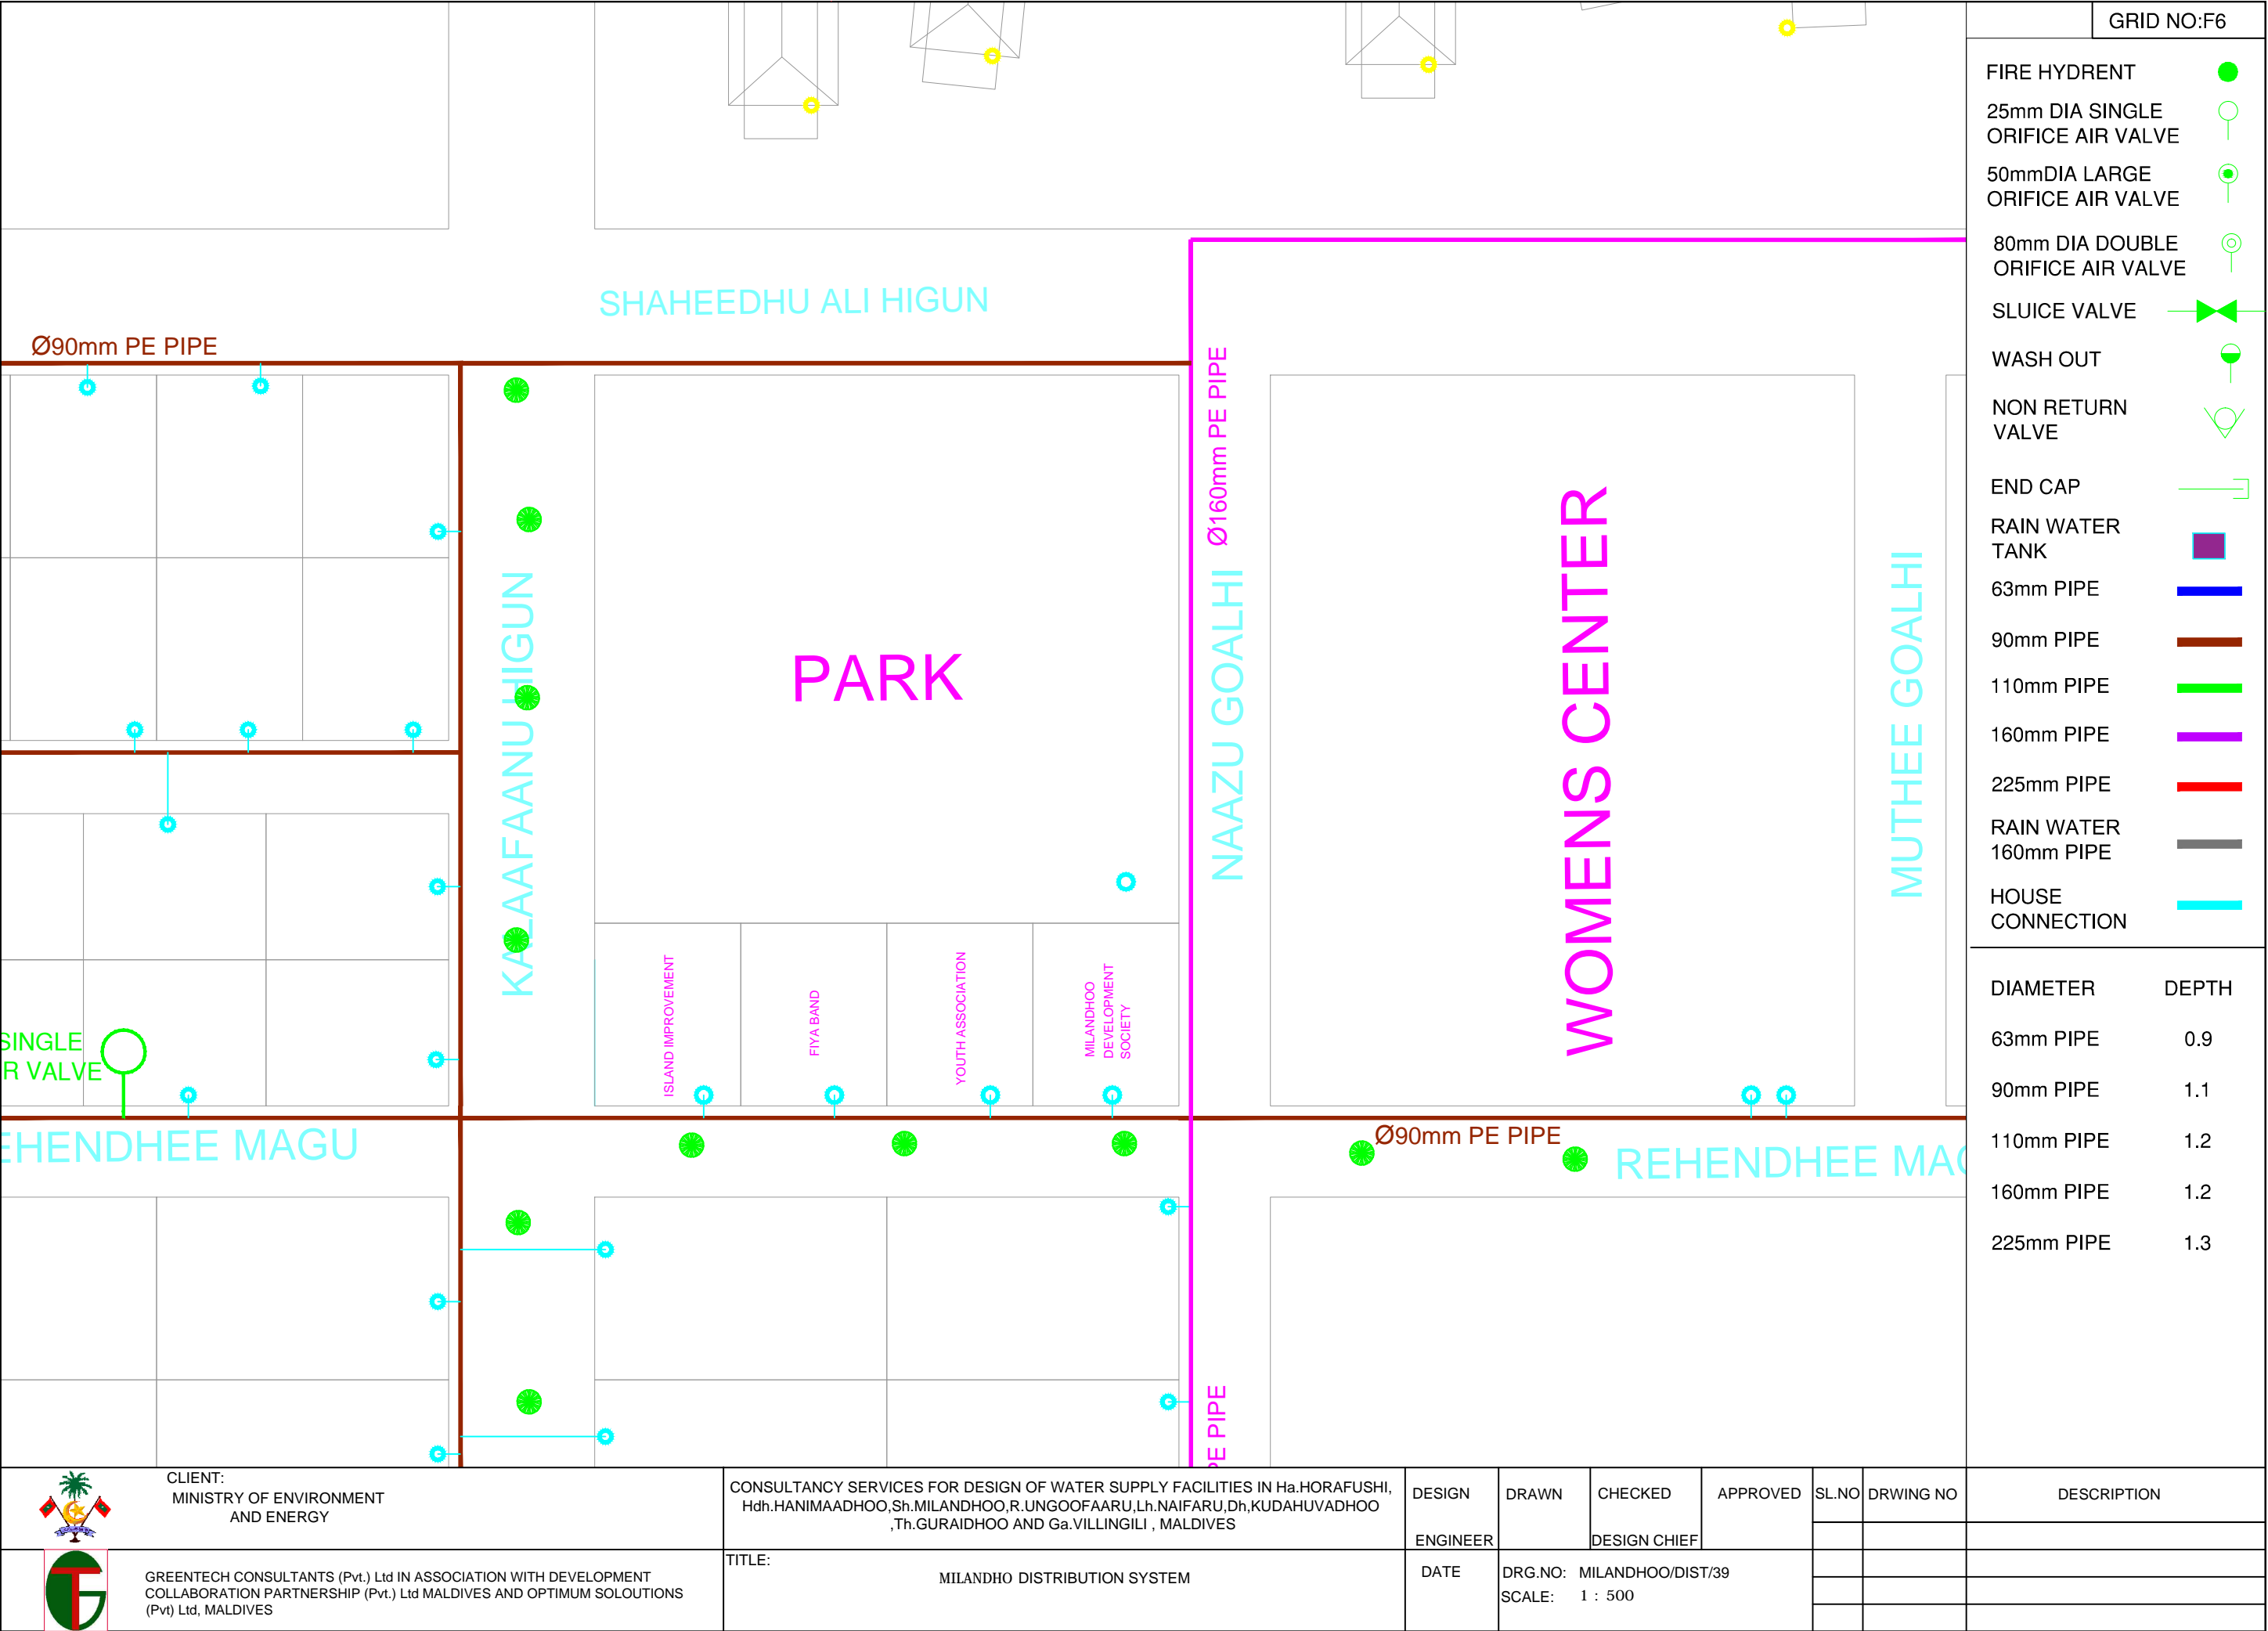 GRID NO:F6
FIRE HYDRENT
25mm DIA SINGLE
ORIFICE AIR VALVE
50mmDIA LARGE
ORIFICE AIR VALVE
80mm DIA DOUBLE
ORIFICE AIR VALVE
SLUICE VALVE
WASH OUT
NON RETURN
VALVE
END CAP
RAIN WATER
TANK
63mm PIPE
90mm PIPE
110mm PIPE
160mm PIPE
225mm PIPE
RAIN WATER
160mm PIPE
HOUSE
CONNECTION
DIAMETER DEPTH
63mm PIPE 0.9
90mm PIPE 1.1
110mm PIPE 1.2
160mm PIPE 1.2
225mm PIPE 1.3
SHAHEEDHU ALI HIGUN
Ø90mm PE PIPE
Ø160mm PE PIPE
KALAAFAANU HIGUN
PARK
NAAZU GOALHI
WOMENS CENTER
MUTHEE GOALHI
ISLAND IMPROVEMENT
FIYA BAND
YOUTH ASSOCIATION
MILANDHOO
DEVELOPMENT
SOCIETY
SINGLE
R VALVE
EHENDHEE MAGU
Ø90mm PE PIPE
REHENDHEE MAG
PE PIPE
CLIENT:
MINISTRY OF ENVIRONMENT
AND ENERGY
GREENTECH CONSULTANTS (Pvt.) Ltd IN ASSOCIATION WITH DEVELOPMENT
COLLABORATION PARTNERSHIP (Pvt.) Ltd MALDIVES AND OPTIMUM SOLOUTIONS
(Pvt) Ltd, MALDIVES
CONSULTANCY SERVICES FOR DESIGN OF WATER SUPPLY FACILITIES IN Ha.HORAFUSHI,
Hdh.HANIMAADHOO,Sh.MILANDHOO,R.UNGOOFAARU,Lh.NAIFARU,Dh,KUDAHUVADHOO
,Th.GURAIDHOO AND Ga.VILLINGILI , MALDIVES
TITLE:
MILANDHO DISTRIBUTION SYSTEM
DESIGN DRAWN CHECKED APPROVED SL.NO DRWING NO DESCRIPTION
ENGINEER DESIGN CHIEF
DATE DRG.NO: MILANDHOO/DIST/39
SCALE: 1 : 500